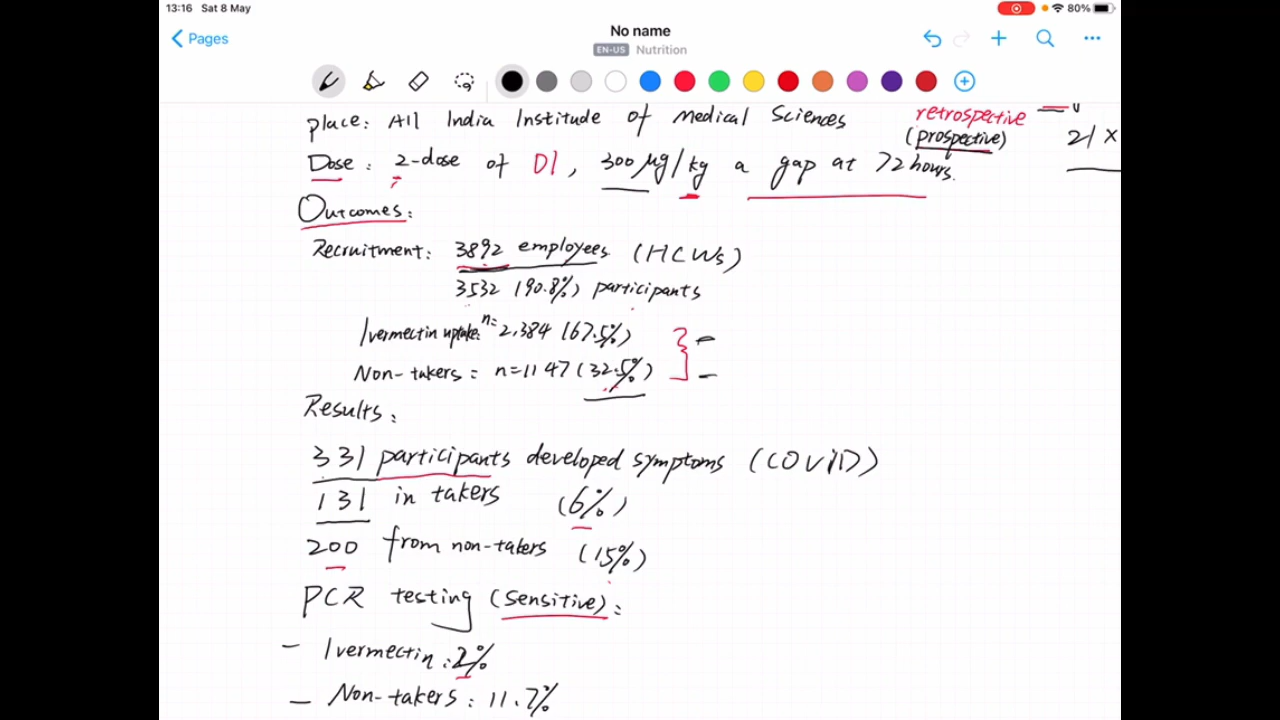 13:16 Sat 8 May
80%
Pages
No name
EN-US Nutrition
retrospective
place: All India Institude of Medical Sciences (prospective)
21 X
Dose: 2-dose of DI, 300 μg/kg a gap at 72 hours.
Outcomes:
Recruitment: 3892 employees (HCWs)
3532 (90.8%) participants
Ivermectin uptake: n= 2,384 (67.5%)
Non-takers = n=1147 (32.5%)
Results:
331 participants developed symptoms (COVID)
131 in takers (6%)
200 from non-takers (15%)
PCR testing (Sensitive):
- Ivermectin: 2%
- Non-takers: 11.7%